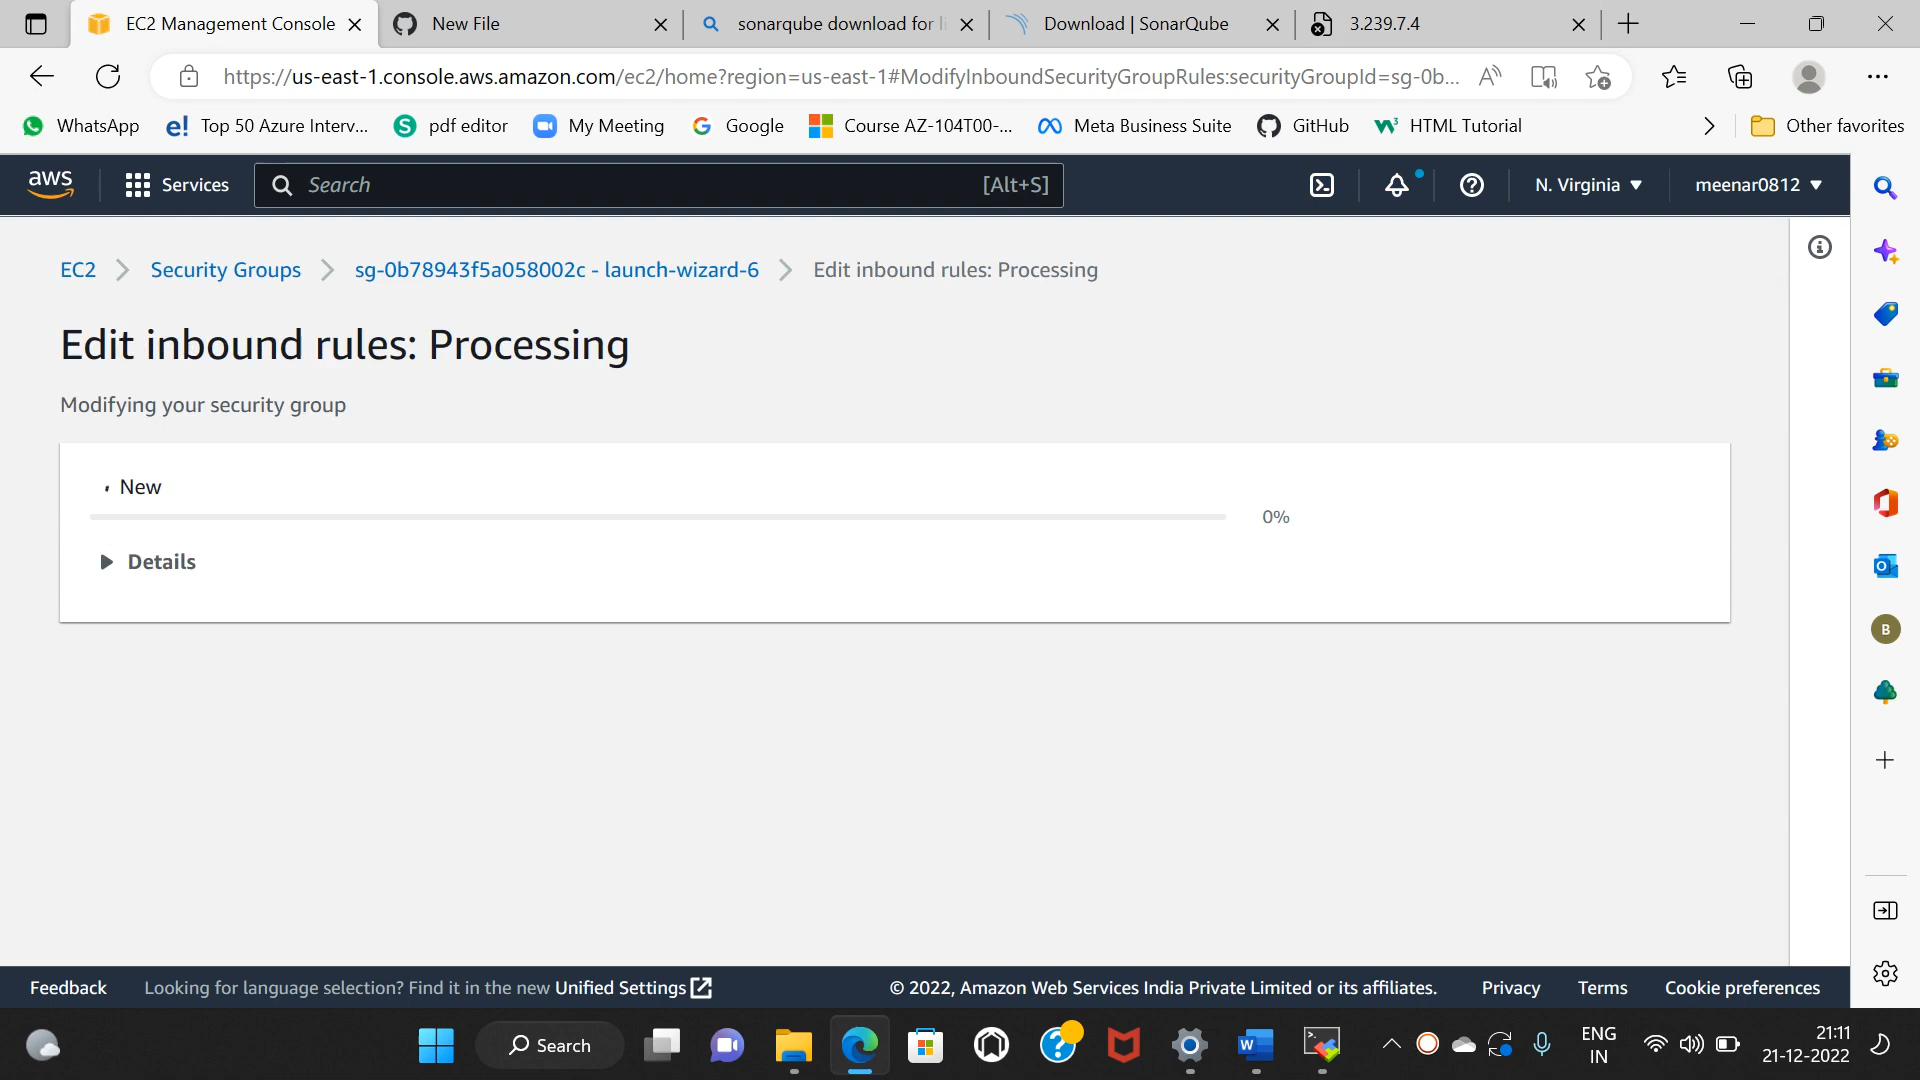 EC2 Management Console
New File
sonarqube download for li
Download | SonarQube
3.239.7.4
https://us-east-1.console.aws.amazon.com/ec2/home?region=us-east-1#ModifyInboundSecurityGroupRules:securityGroupId=sg-0b...
WhatsApp
e! Top 50 Azure Interv...
S pdf editor
My Meeting
Google
Course AZ-104T00-...
Meta Business Suite
GitHub
HTML Tutorial
Other favorites
aws
Services
Search
[Alt+S]
N. Virginia
meenar0812
EC2
Security Groups
sg-0b78943f5a058002c - launch-wizard-6
Edit inbound rules: Processing
Edit inbound rules: Processing
Modifying your security group
New
0%
Details
B
Feedback
Looking for language selection? Find it in the new Unified Settings
© 2022, Amazon Web Services India Private Limited or its affiliates.
Privacy
Terms
Cookie preferences
Search
ENG
IN
21:11
21-12-2022